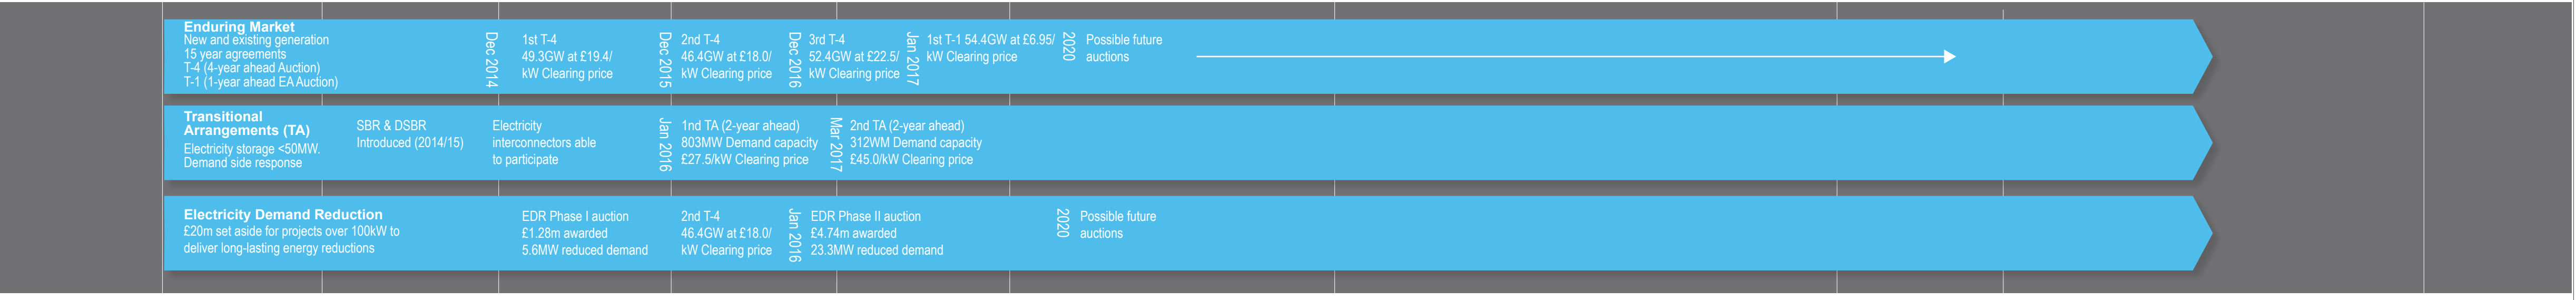 Enduring Market
New and existing generation
15 year agreements
T-4 (4-year ahead Auction)
T-1 (1-year ahead EA Auction)
Dec 2014
1st T-4
49.3GW at £19.4/
kW Clearing price
Dec 2015
2nd T-4
46.4GW at £18.0/
kW Clearing price
Dec 2016
3rd T-4
52.4GW at £22.5/
kW Clearing price
Jan 2017
1st T-1 54.4GW at £6.95/
kW Clearing price
2020
Possible future
auctions
Transitional
Arrangements (TA)
Electricity storage <50MW.
Demand side response
SBR & DSBR
Introduced (2014/15)
Electricity
interconnectors able
to participate
Jan 2016
1nd TA (2-year ahead)
803MW Demand capacity
£27.5/kW Clearing price
Mar 2017
2nd TA (2-year ahead)
312WM Demand capacity
£45.0/kW Clearing price
Electricity Demand Reduction
£20m set aside for projects over 100kW to
deliver long-lasting energy reductions
EDR Phase I auction
£1.28m awarded
5.6MW reduced demand
2nd T-4
46.4GW at £18.0/
kW Clearing price
Jan 2016
EDR Phase II auction
£4.74m awarded
23.3MW reduced demand
2020
Possible future
auctions